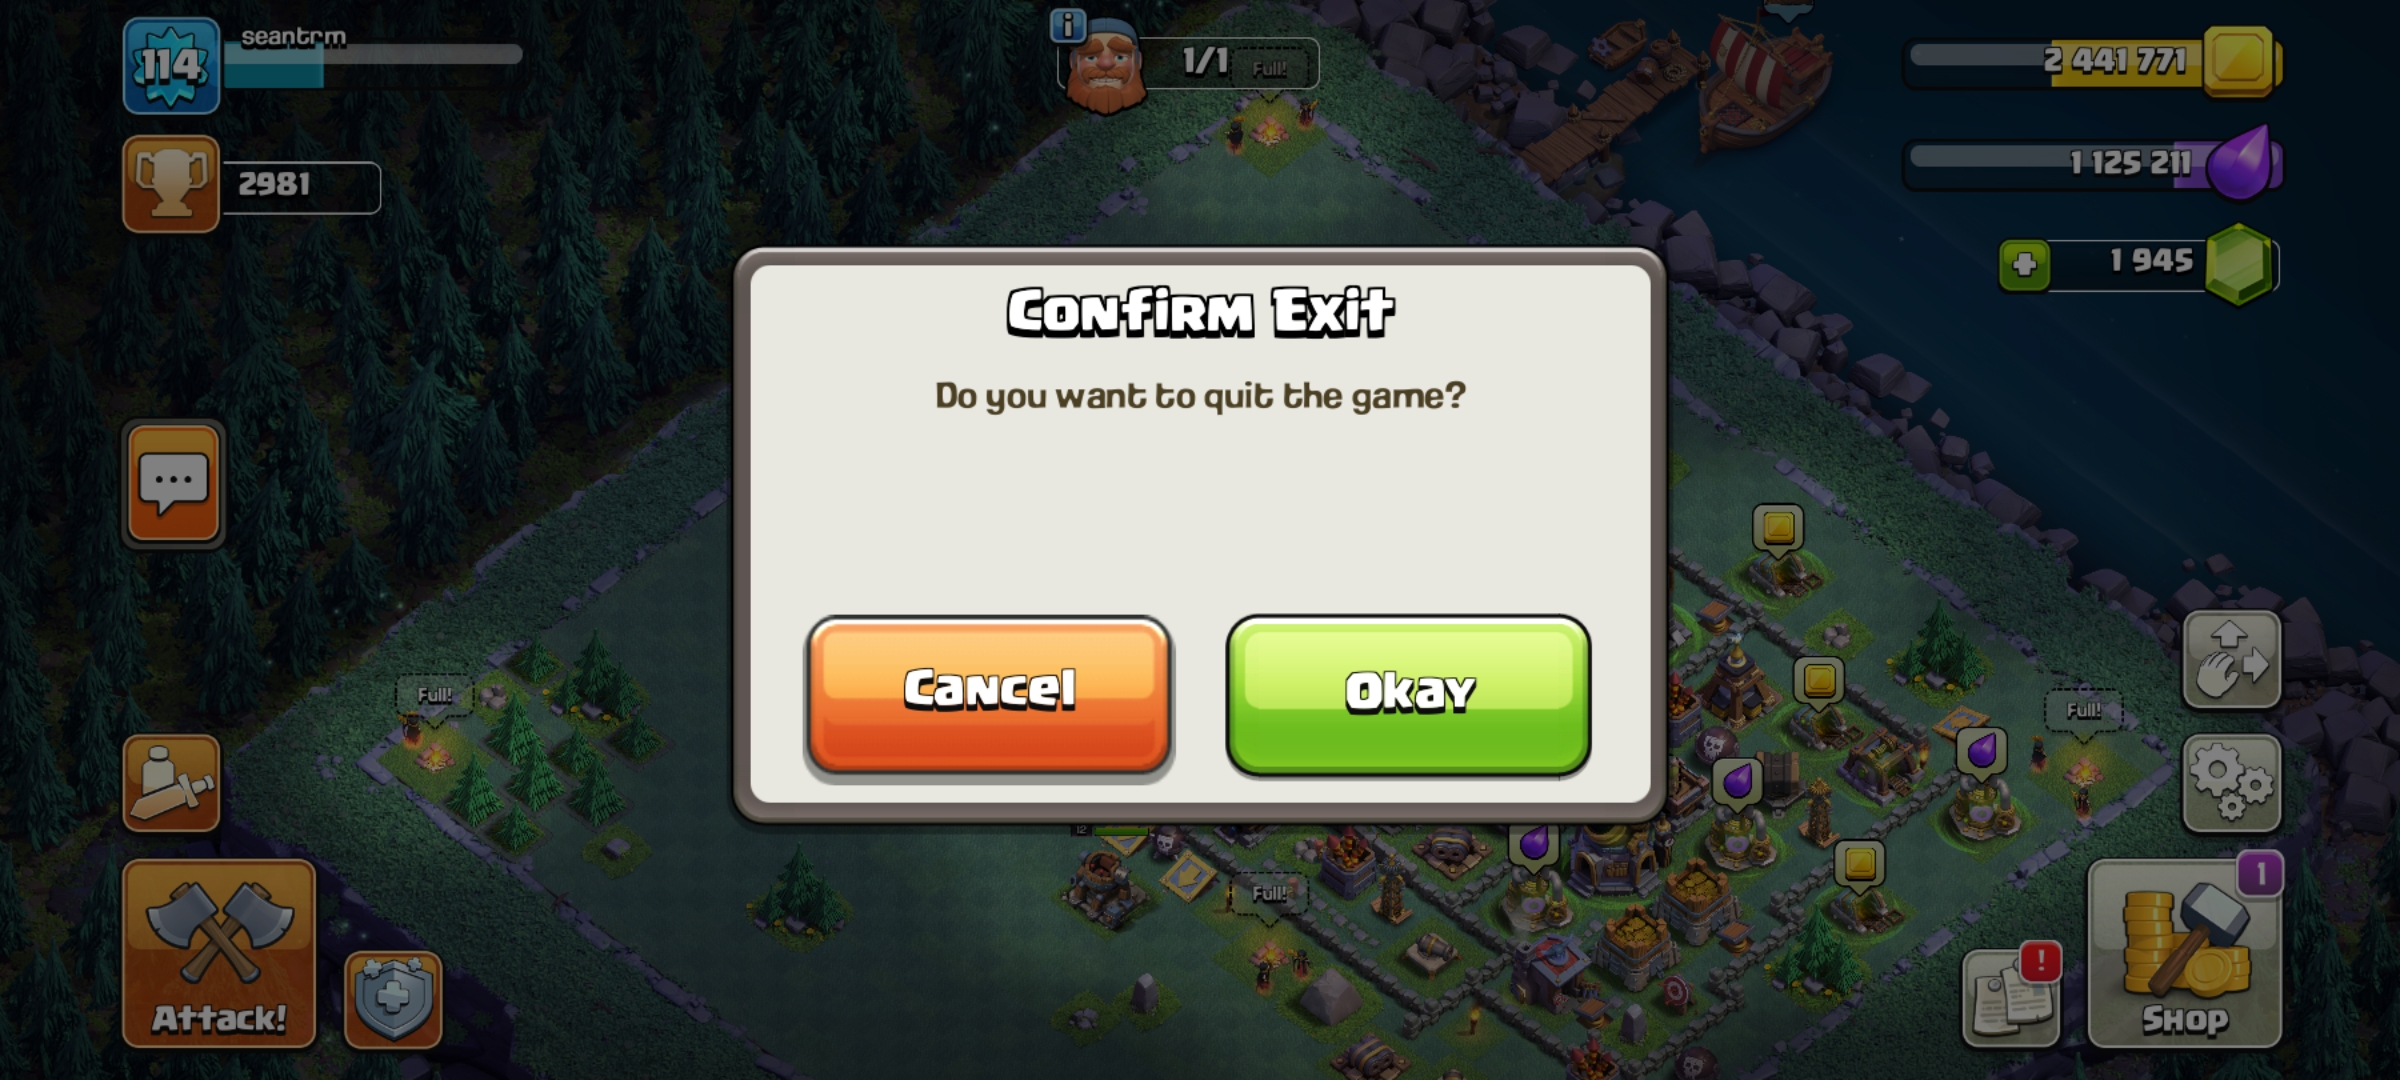 114
seantrm
i
1/1
Full!
2 441 771
2981
1 125 211
1 945
Confirm Exit
Do you want to quit the game?
Cancel
Okay
Full!
Full!
12
Full!
1
!
Attack!
Shop